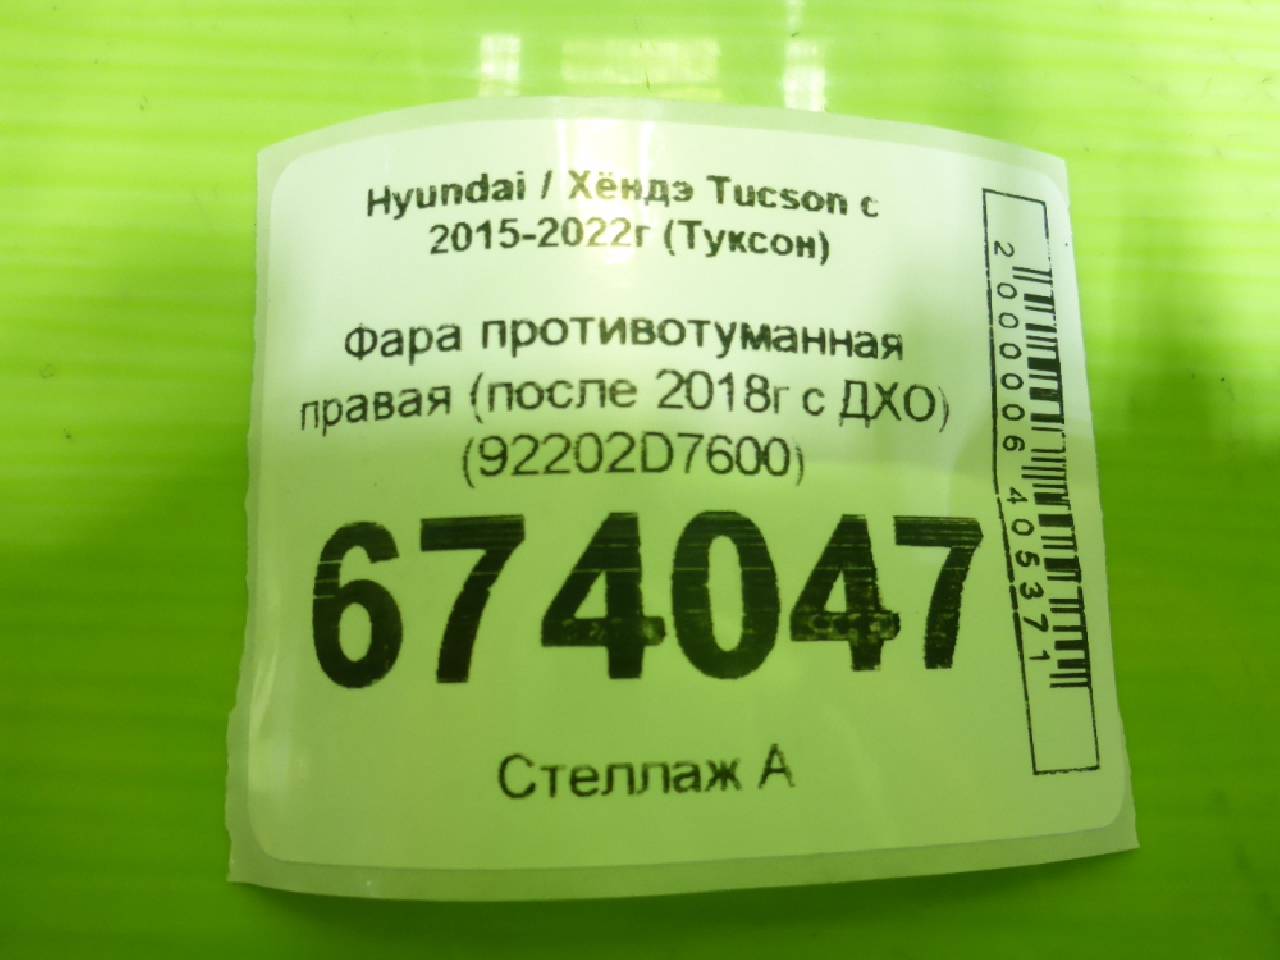 Hyundai / Хёндэ Tucson с
2015-2022г (Туксон)
Фара противотуманная
правая (после 2018г с ДХО)
(92202D7600)
674047
Стеллаж А
2000006405371